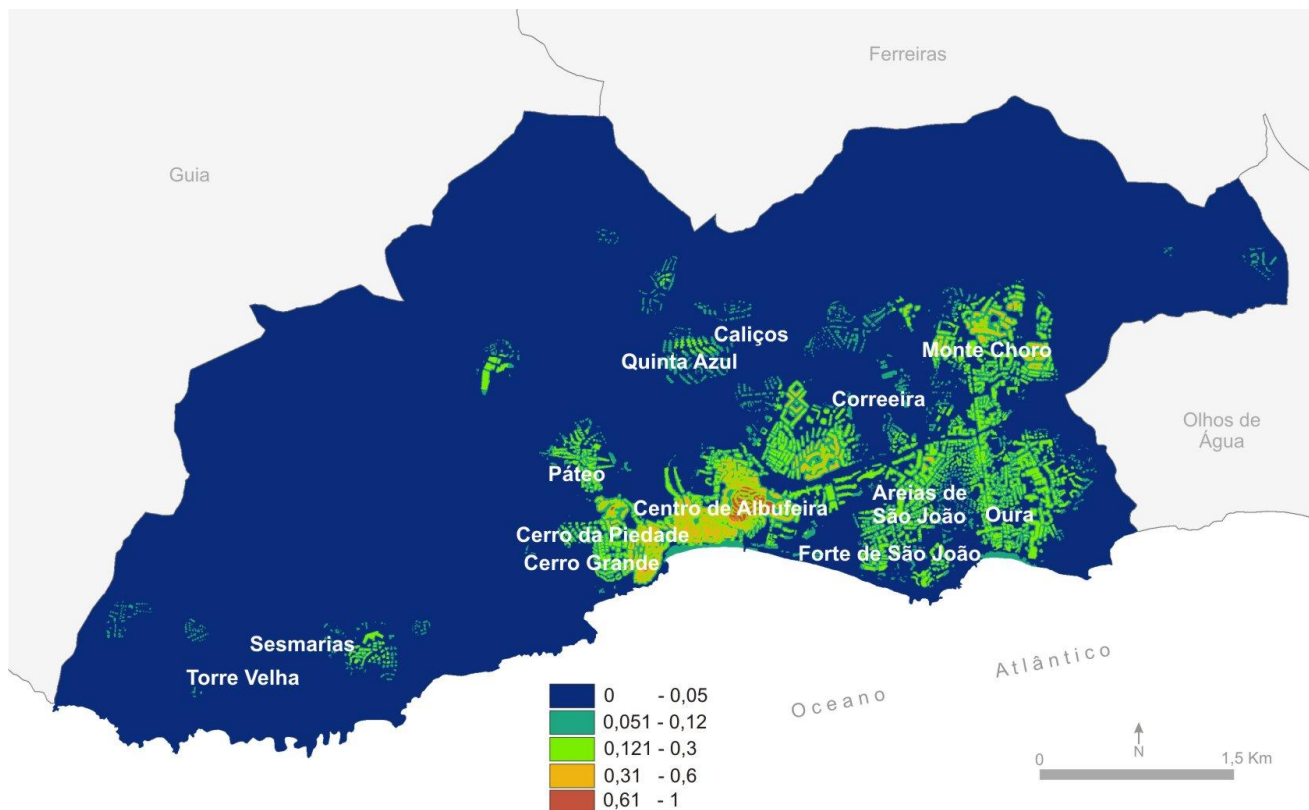 Ferreiras
Guia
Caliços
Quinta Azul
Monte Choro
Correeira
Olhos de
Água
Páteo
Centro de Albufeira
Areias de
São João
Oura
Cerro da Piedade
Forte de São João
Cerro Grande
Sesmarias
Torre Velha
Oceano Atlântico
0 - 0,05
0,051 - 0,12
0,121 - 0,3
0,31 - 0,6
0,61 - 1
N
0 1,5 Km